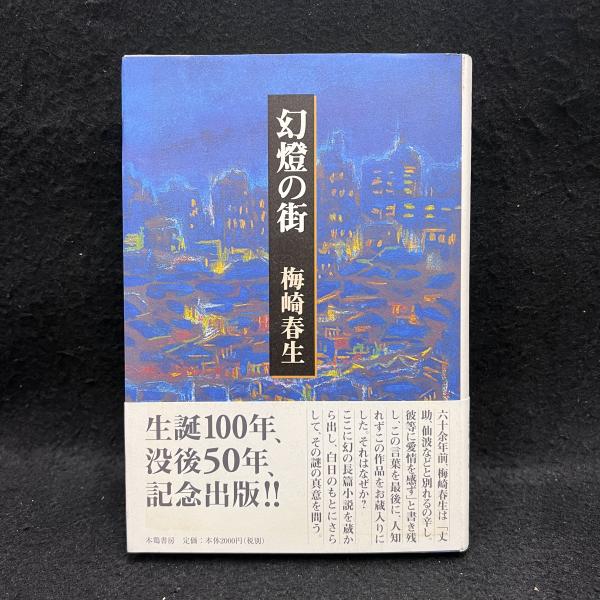 幻燈の街
梅崎春生
生誕100年、
没後50年、
記念出版!!
木鶏書房 定価：本体2000円（税別）
六十余年前、梅崎春生は「丈
助、仙波などと別れるの辛し。
彼等に愛情を感ず」と書き残
し、この言葉を最後に、人知
れずこの作品をお蔵入りに
した。それはなぜか？
ここに幻の長篇小説を蔵か
ら出し、白日のもとにさら
して、その謎の真意を問う。